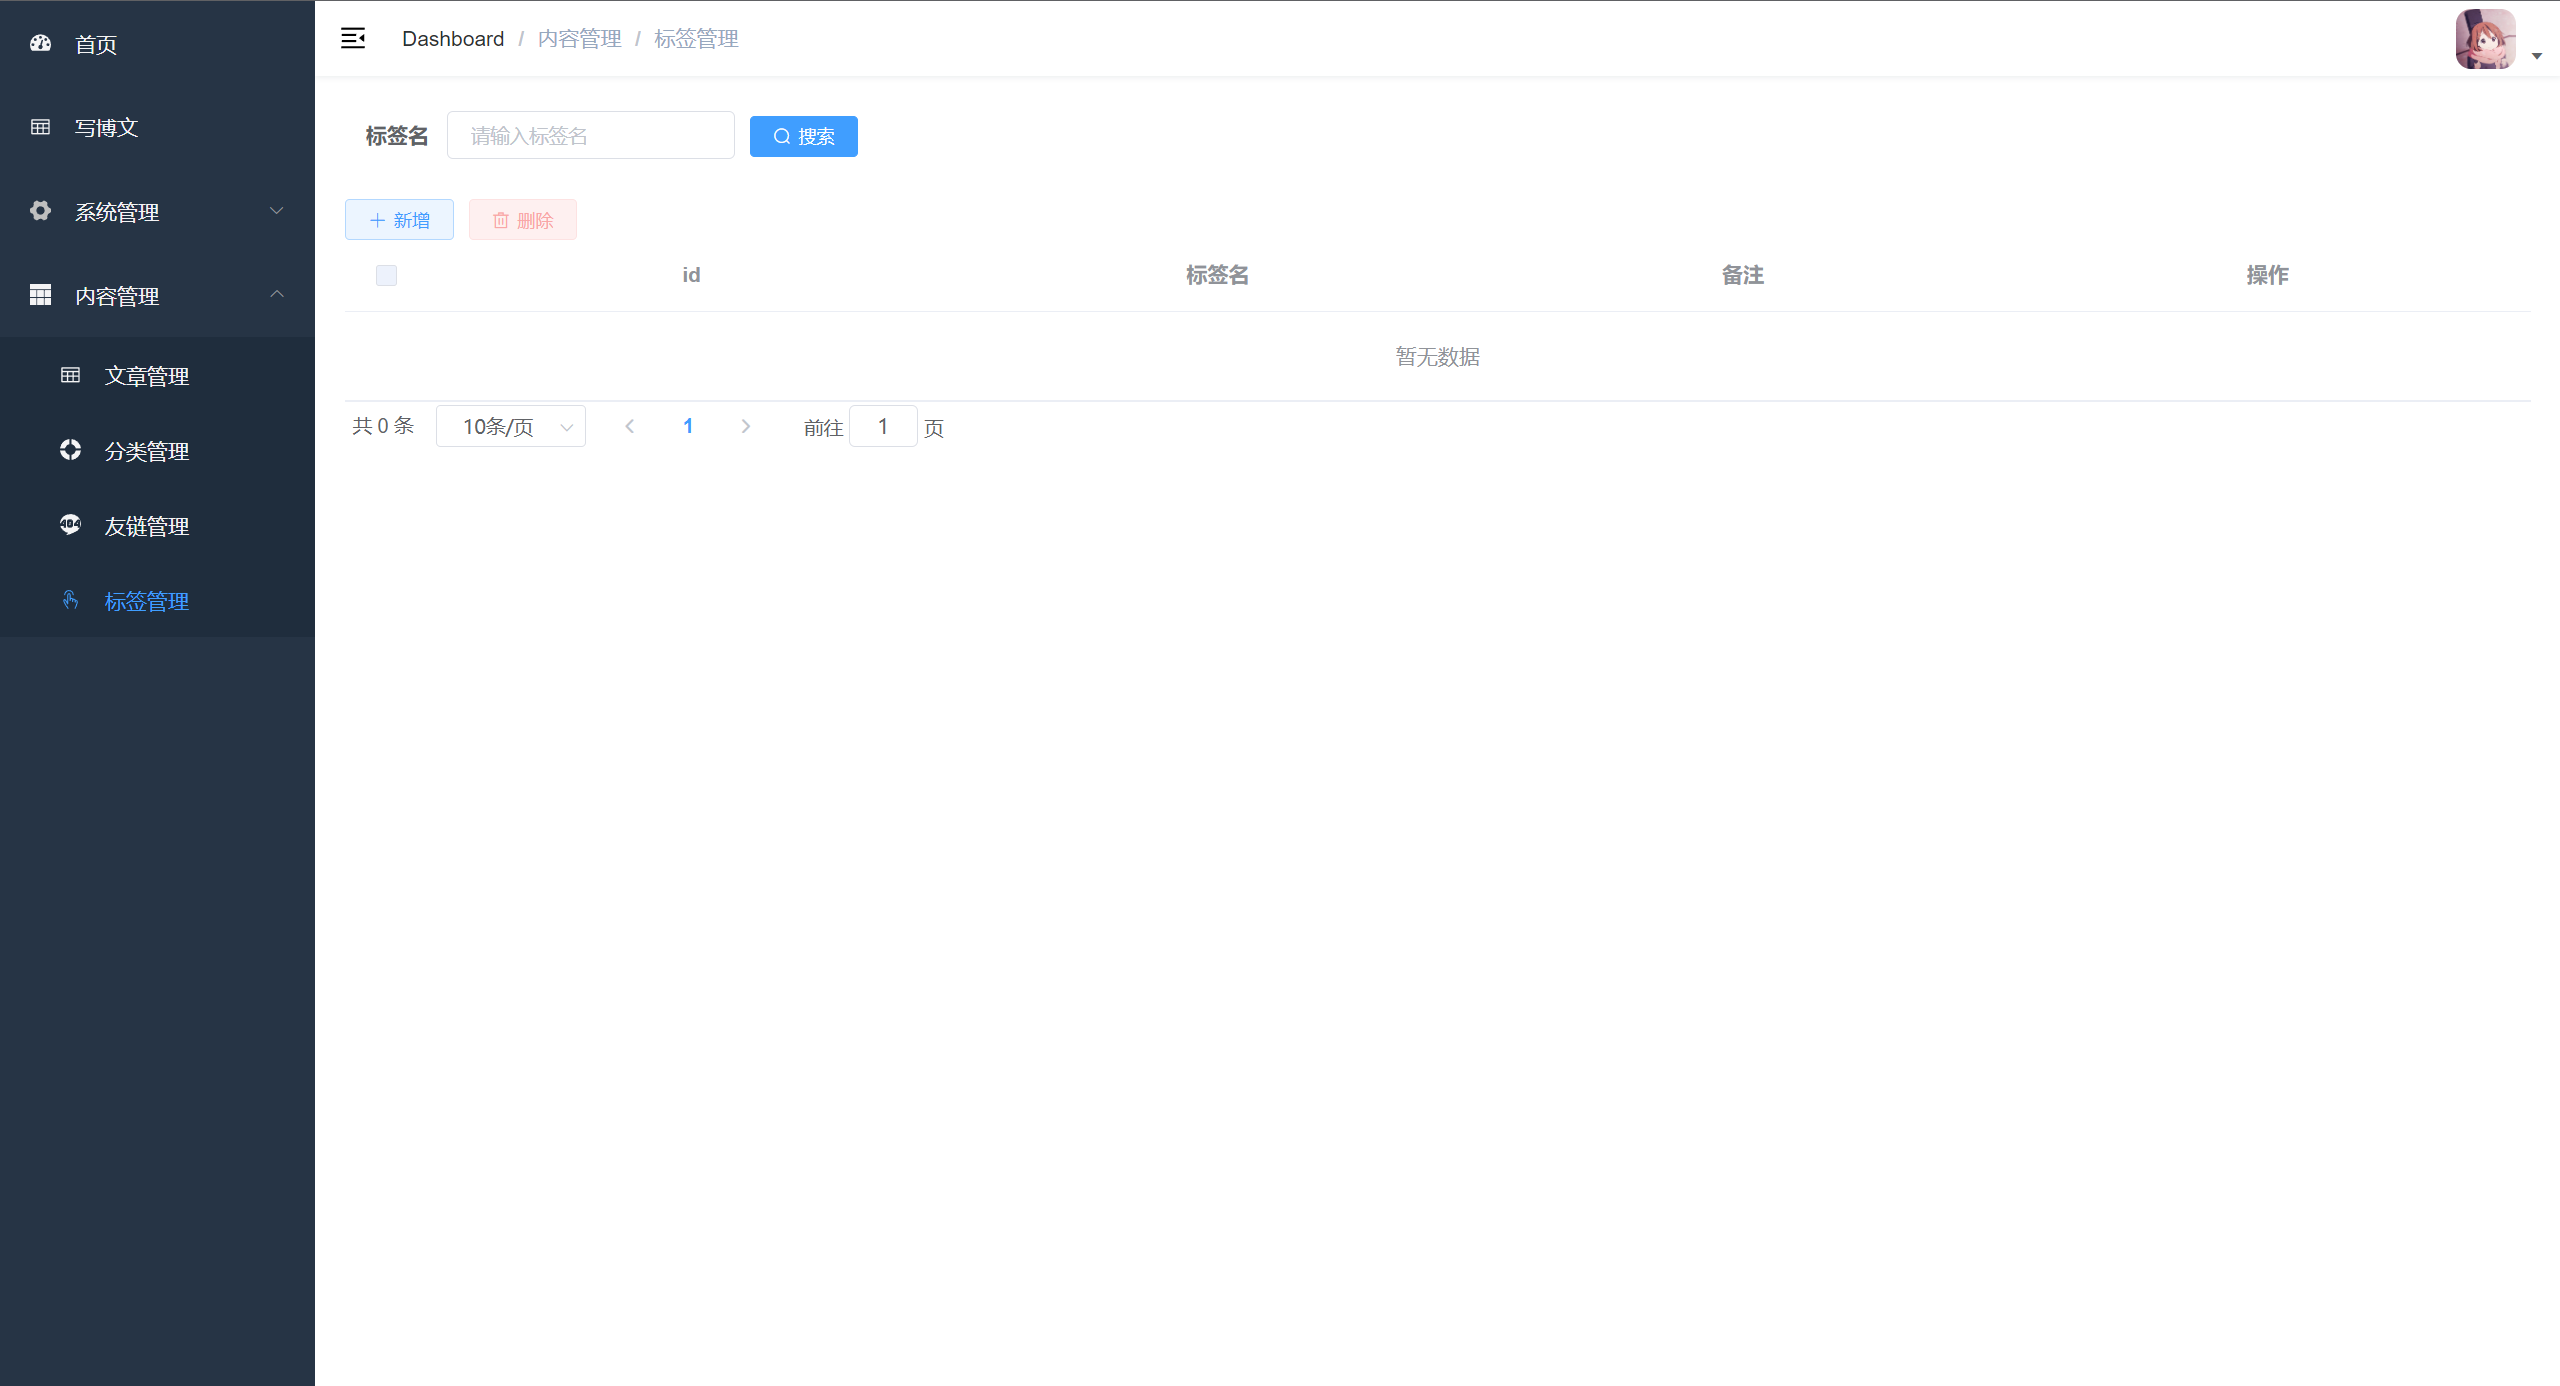 首页
写博文
系统管理
内容管理
文章管理
分类管理
友链管理
标签管理
Dashboard / 内容管理 / 标签管理
标签名 请输入标签名 搜索
新增 删除
id 标签名 备注 操作
暂无数据
共 0 条 10条/页 1 前往 1 页